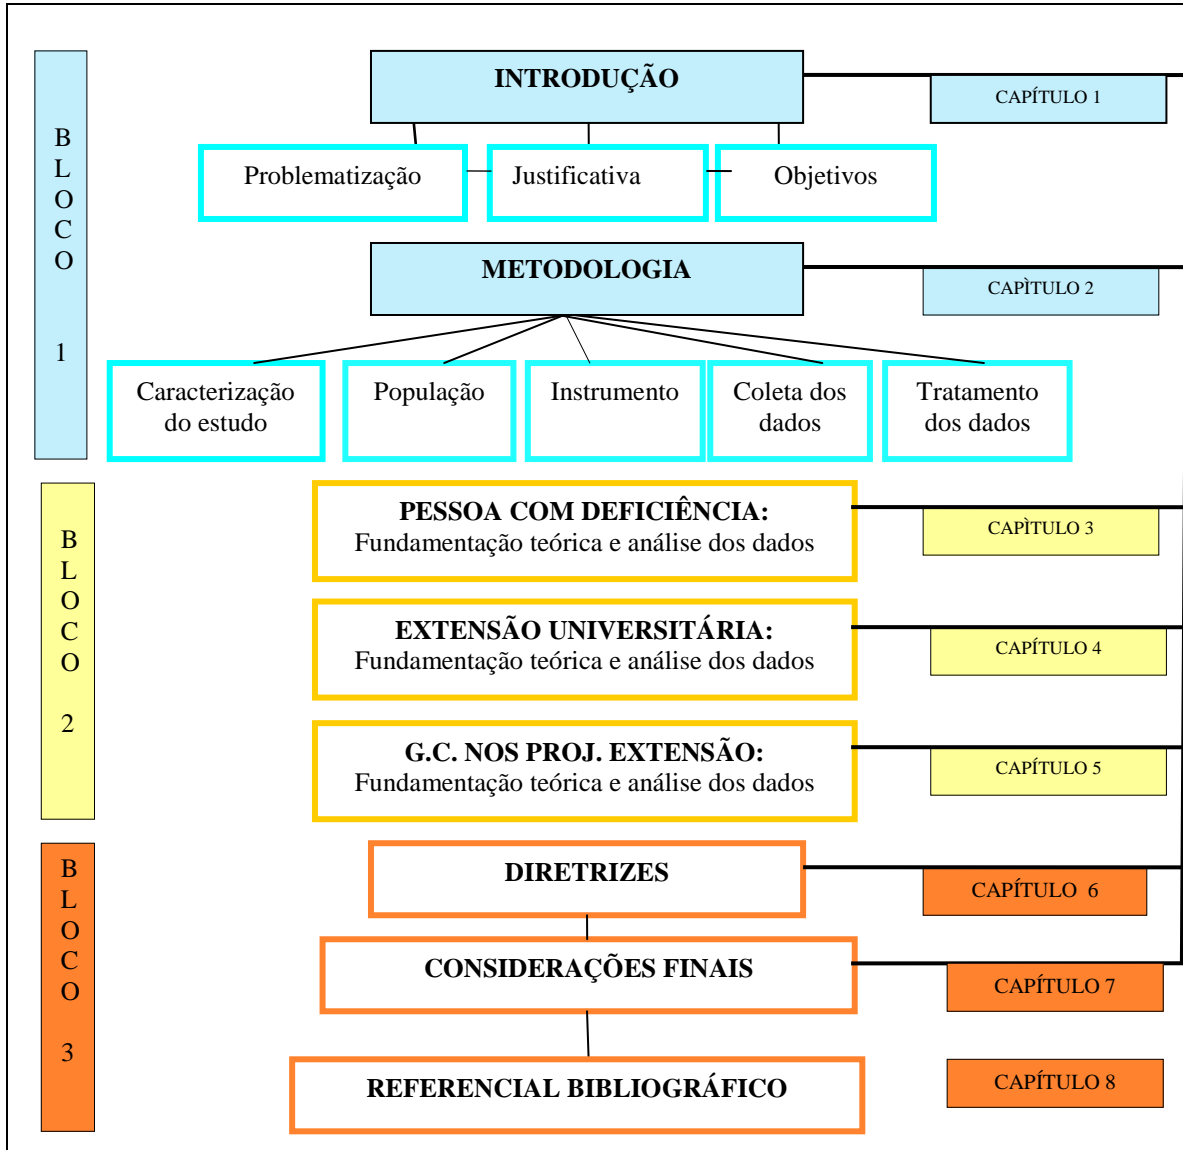 B
L
O
C
O
1
INTRODUÇÃO
CAPÍTULO 1
Problematização
Justificativa
Objetivos
METODOLOGIA
CAPÌTULO 2
Caracterização
do estudo
População
Instrumento
Coleta dos
dados
Tratamento
dos dados
B
L
O
C
O
2
PESSOA COM DEFICIÊNCIA:
Fundamentação teórica e análise dos dados
CAPÌTULO 3
EXTENSÃO UNIVERSITÁRIA:
Fundamentação teórica e análise dos dados
CAPÍTULO 4
G.C. NOS PROJ. EXTENSÃO:
Fundamentação teórica e análise dos dados
CAPÍTULO 5
B
L
O
C
O
3
DIRETRIZES
CAPÍTULO 6
CONSIDERAÇÕES FINAIS
CAPÍTULO 7
REFERENCIAL BIBLIOGRÁFICO
CAPÍTULO 8